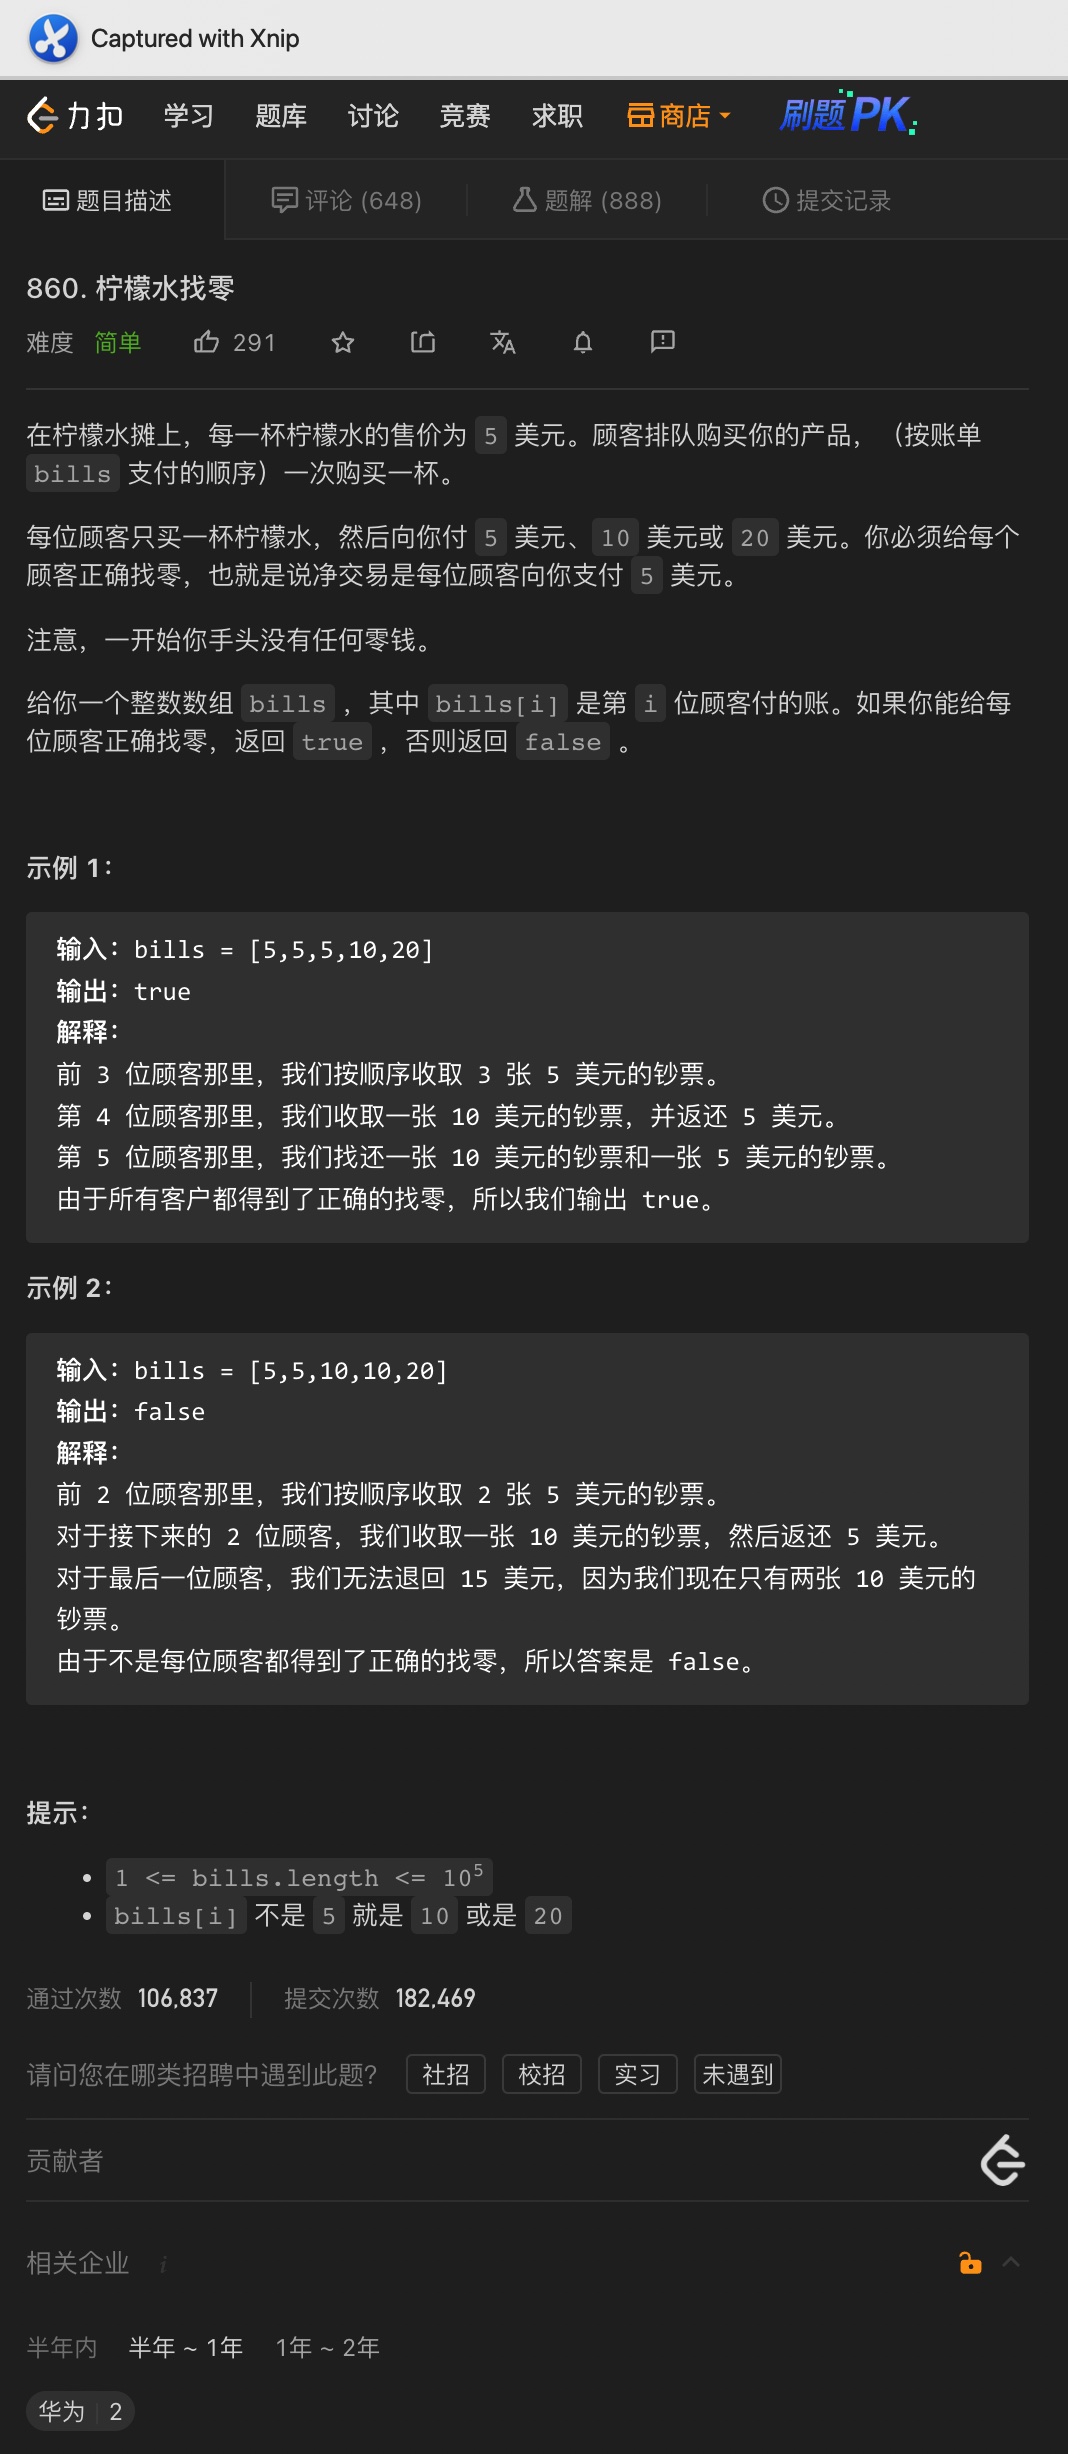 Captured with Xnip
力扣 学习 题库 讨论 竞赛 求职 商店 刷题PK
题目描述 评论 (648) 题解 (888) 提交记录
860. 柠檬水找零
难度 简单 291
在柠檬水摊上，每一杯柠檬水的售价为 5 美元。顾客排队购买你的产品，（按账单
bills 支付的顺序）一次购买一杯。
每位顾客只买一杯柠檬水，然后向你付 5 美元、10 美元或 20 美元。你必须给每个
顾客正确找零，也就是说净交易是每位顾客向你支付 5 美元。
注意，一开始你手头没有任何零钱。
给你一个整数数组 bills ，其中 bills[i] 是第 i 位顾客付的账。如果你能给每
位顾客正确找零，返回 true ，否则返回 false 。
示例 1：
输入：bills = [5,5,5,10,20]
输出：true
解释：
前 3 位顾客那里，我们按顺序收取 3 张 5 美元的钞票。
第 4 位顾客那里，我们收取一张 10 美元的钞票，并返还 5 美元。
第 5 位顾客那里，我们找还一张 10 美元的钞票和一张 5 美元的钞票。
由于所有客户都得到了正确的找零，所以我们输出 true。
示例 2：
输入：bills = [5,5,10,10,20]
输出：false
解释：
前 2 位顾客那里，我们按顺序收取 2 张 5 美元的钞票。
对于接下来的 2 位顾客，我们收取一张 10 美元的钞票，然后返还 5 美元。
对于最后一位顾客，我们无法退回 15 美元，因为我们现在只有两张 10 美元的
钞票。
由于不是每位顾客都得到了正确的找零，所以答案是 false。
提示：
• 1 <= bills.length <= 10⁵
• bills[i] 不是 5 就是 10 或是 20
通过次数 106,837 提交次数 182,469
请问您在哪类招聘中遇到此题？ 社招 校招 实习 未遇到
贡献者
相关企业 i
半年内 半年 ~ 1年 1年 ~ 2年
华为 2